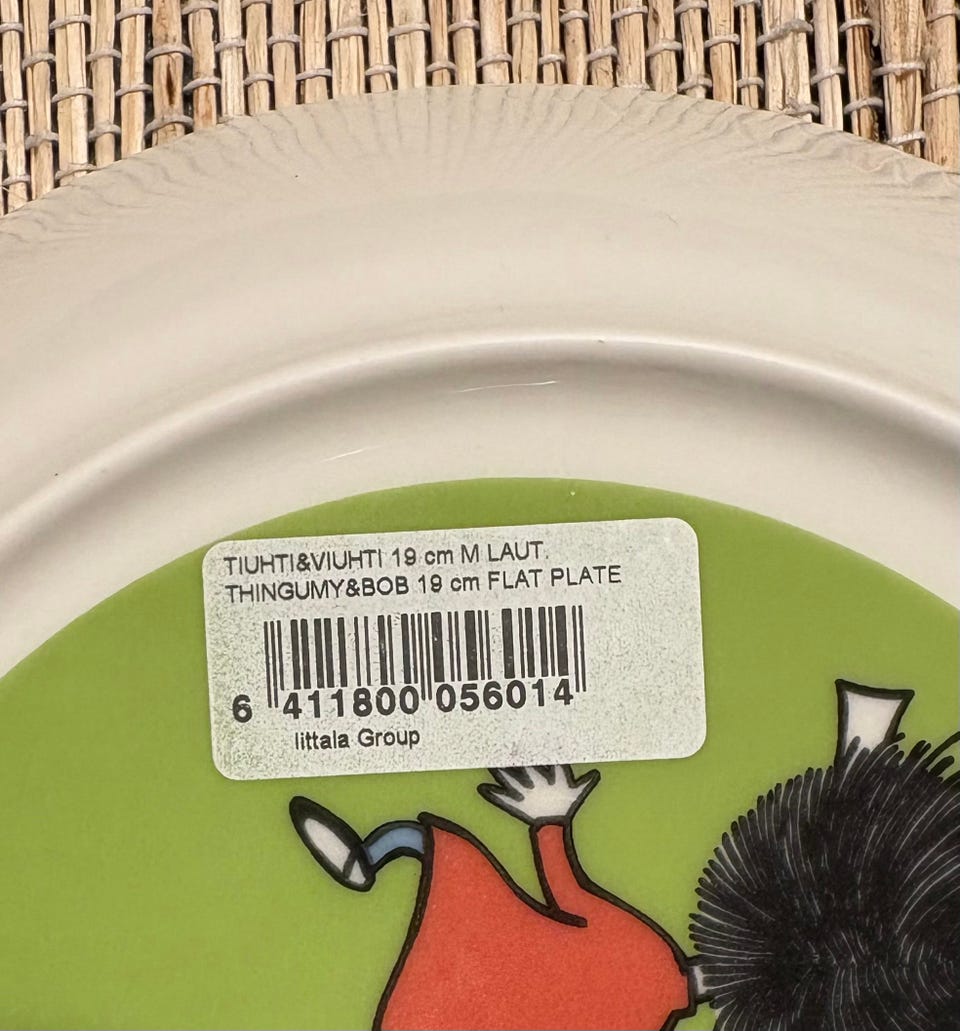 TIUHTI&VIUHTI 19 cm M LAUT.
THINGUMY&BOB 19 cm FLAT PLATE
6 411800 056014
Iittala Group